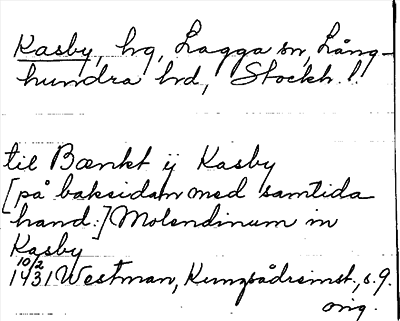 Kasby, hg, Lagga sn, Lång-
hundra hd, Stockh. l.
til Bænkt ij Kasby
[på baksidan med samtida
hand:] Molendinum in
Kasby
10/2
1431 Westman, Kungsådreinst., s. 9.
orig.